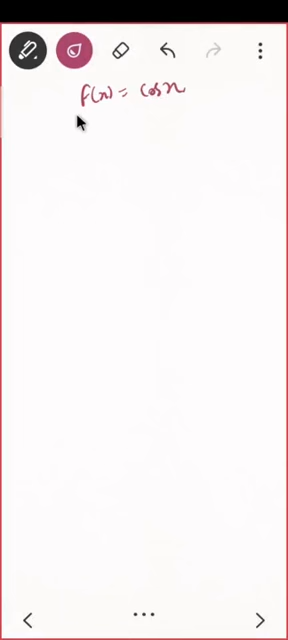 f(x) = cos x